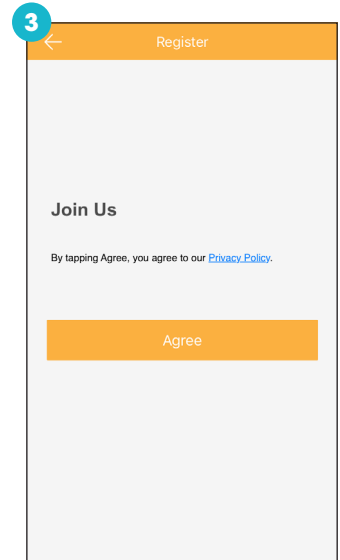 3
Register
Join Us
By tapping Agree, you agree to our Privacy Policy.
Agree